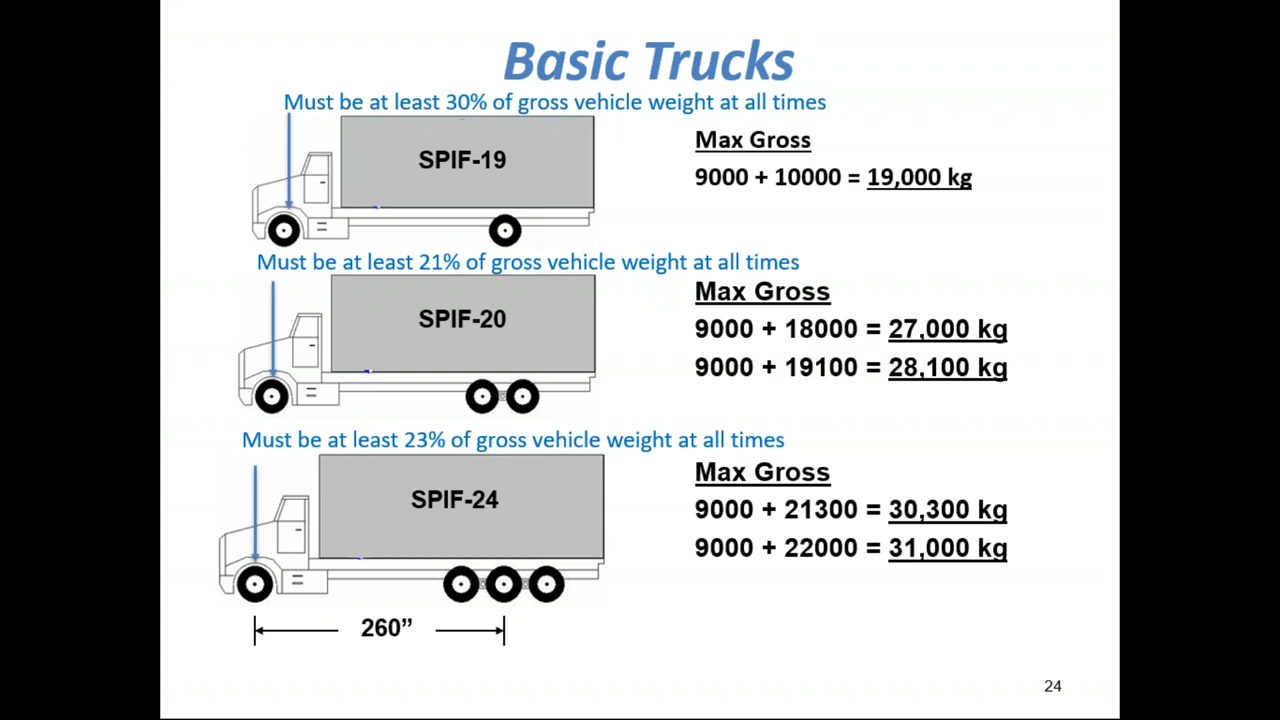 Basic Trucks
Must be at least 30% of gross vehicle weight at all times
SPIF-19
Max Gross
9000 + 10000 = 19,000 kg
Must be at least 21% of gross vehicle weight at all times
SPIF-20
Max Gross
9000 + 18000 = 27,000 kg
9000 + 19100 = 28,100 kg
Must be at least 23% of gross vehicle weight at all times
SPIF-24
Max Gross
9000 + 21300 = 30,300 kg
9000 + 22000 = 31,000 kg
260”
24